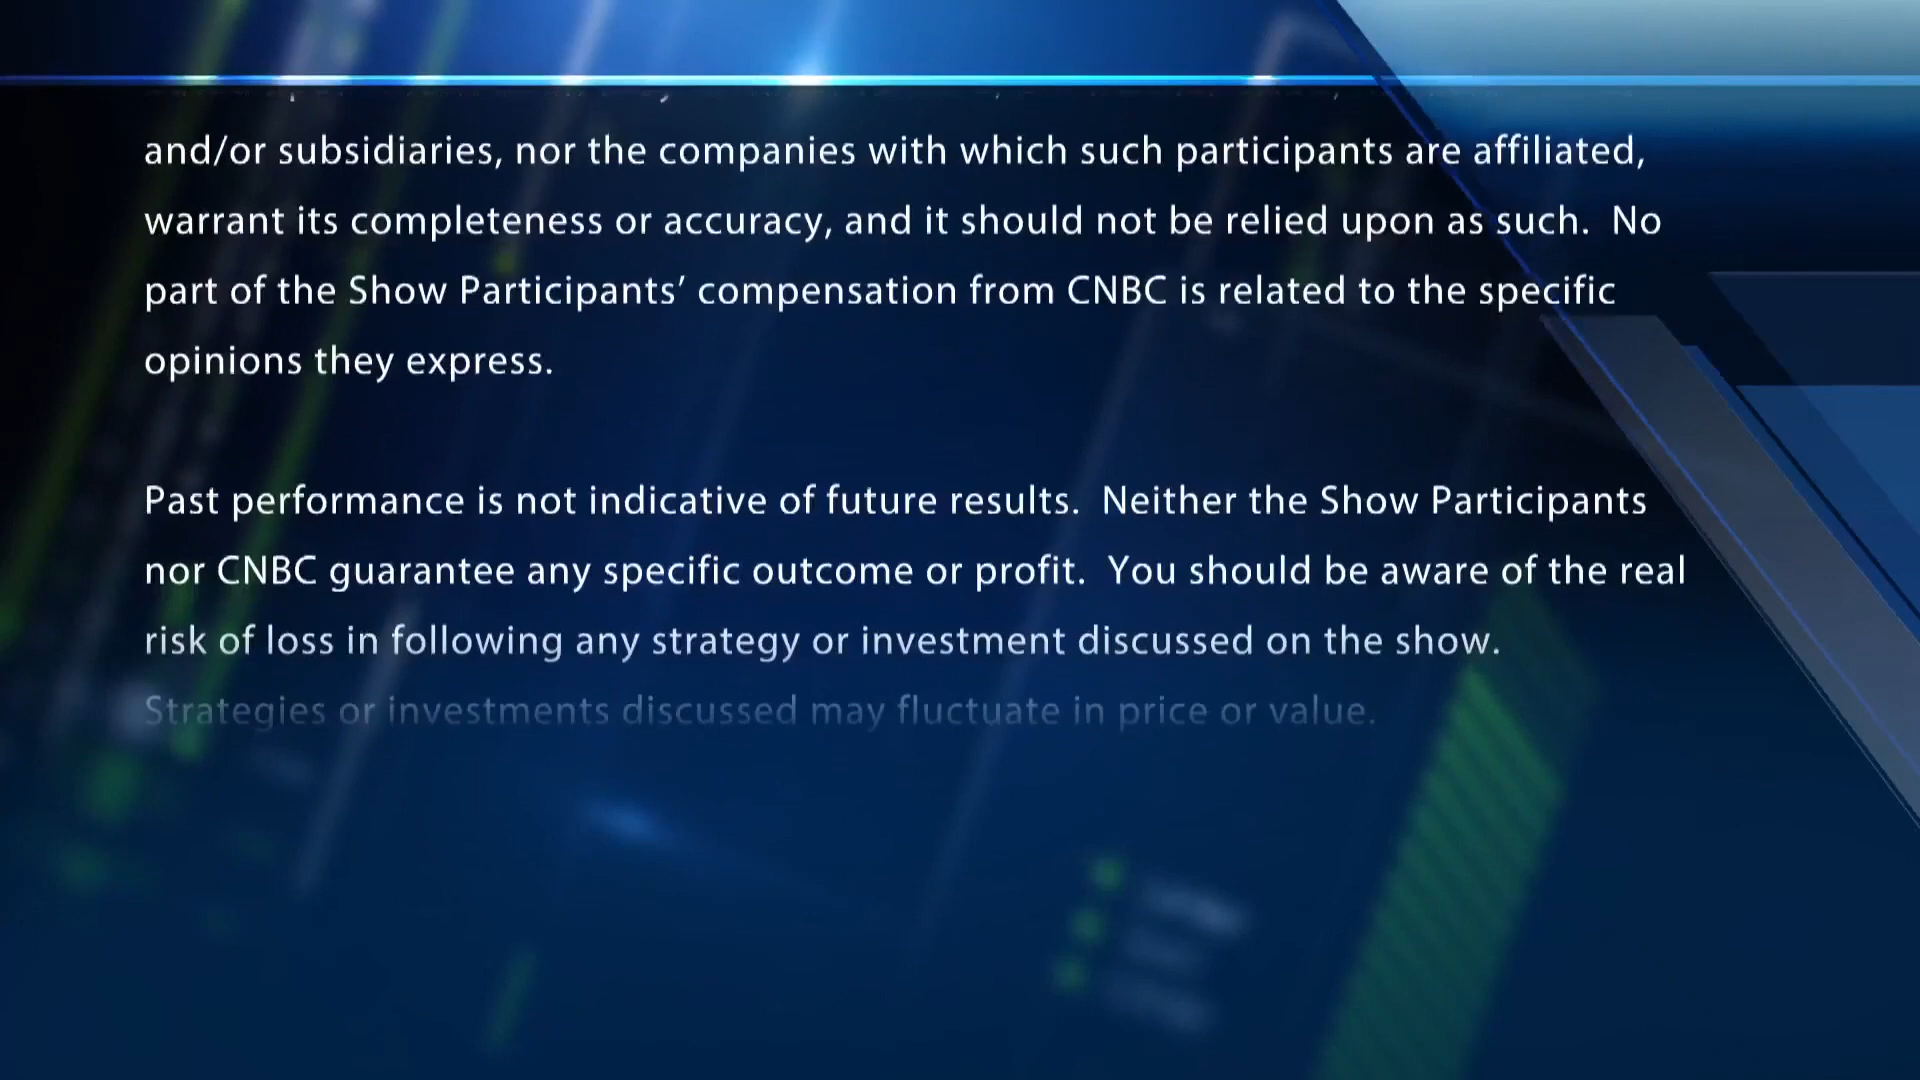 and/or subsidiaries, nor the companies with which such participants are affiliated,
warrant its completeness or accuracy, and it should not be relied upon as such.  No
part of the Show Participants’ compensation from CNBC is related to the specific
opinions they express.
Past performance is not indicative of future results.  Neither the Show Participants
nor CNBC guarantee any specific outcome or profit.  You should be aware of the real
risk of loss in following any strategy or investment discussed on the show.
Strategies or investments discussed may fluctuate in price or value.